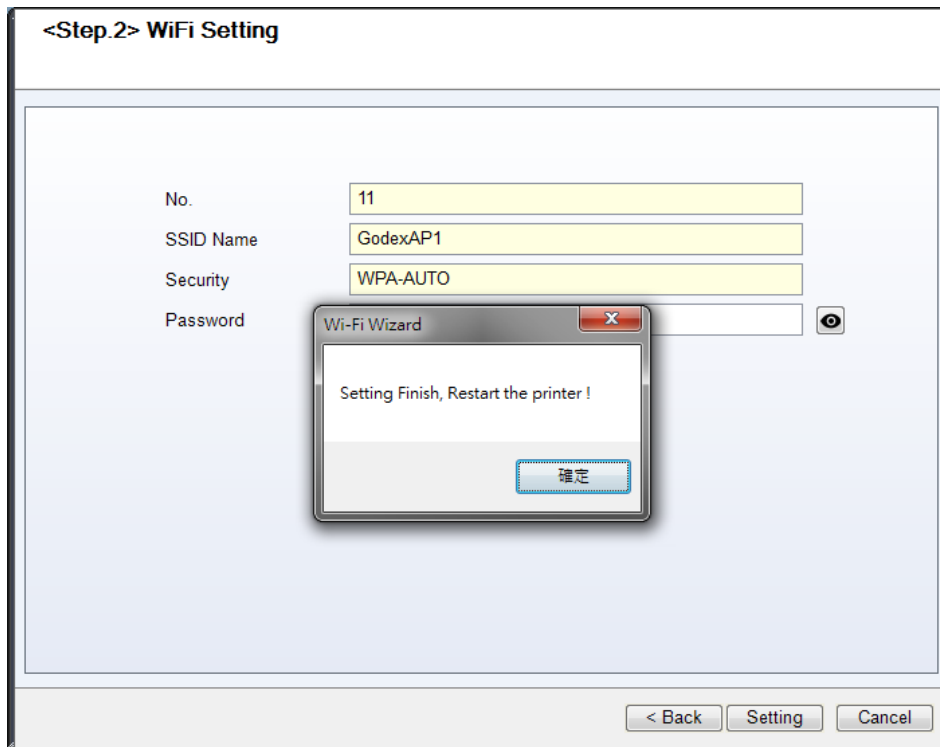 <Step.2> WiFi Setting
No. 11
SSID Name GodexAP1
Security WPA-AUTO
Password
Wi-Fi Wizard
Setting Finish, Restart the printer !
確定
< Back Setting Cancel